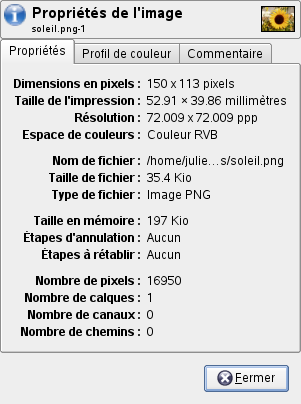 Propriétés de l'image
soleil.png-1
Propriétés
Profil de couleur
Commentaire
Dimensions en pixels : 150 x 113 pixels
Taille de l'impression : 52.91 × 39.86 millimètres
Résolution : 72.009 x 72.009 ppp
Espace de couleurs : Couleur RVB
Nom de fichier : /home/julie...s/soleil.png
Taille de fichier : 35.4 Kio
Type de fichier : Image PNG
Taille en mémoire : 197 Kio
Étapes d'annulation : Aucun
Étapes à rétablir : Aucun
Nombre de pixels : 16950
Nombre de calques : 1
Nombre de canaux : 0
Nombre de chemins : 0
Fermer